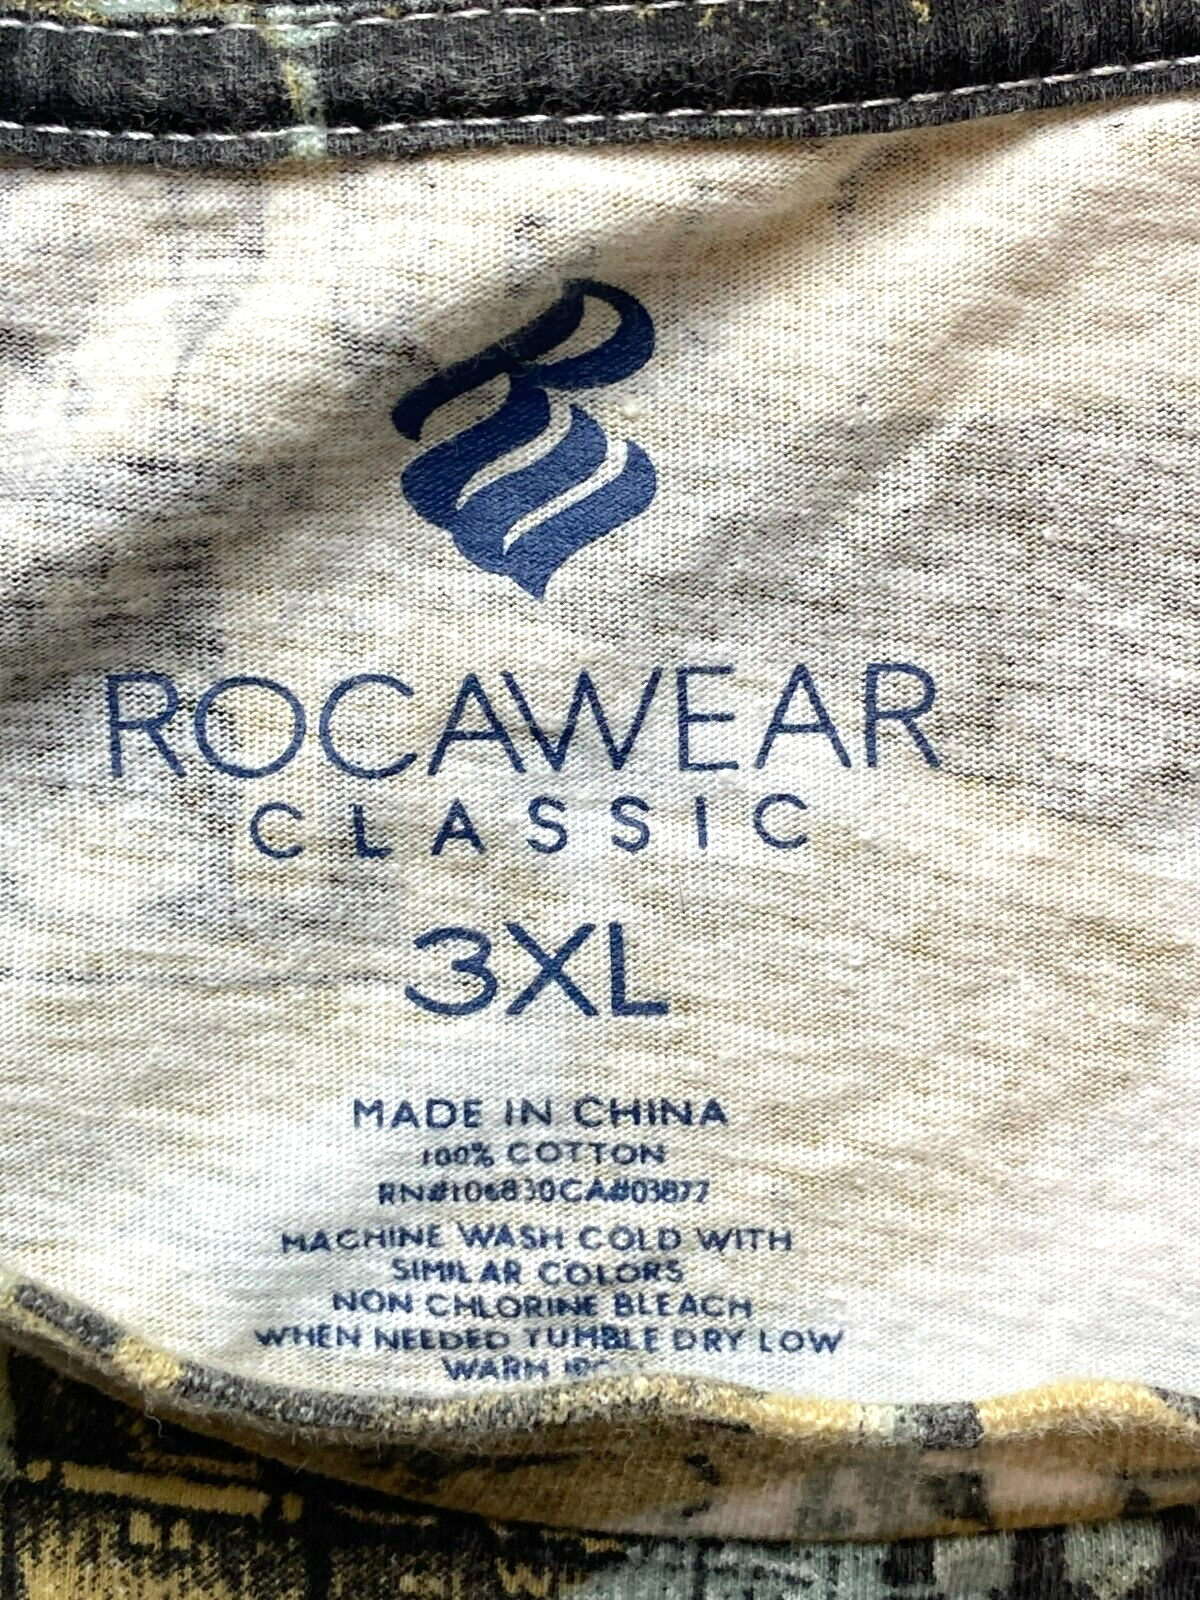 ROCAWEAR
CLASSIC
3XL
MADE IN CHINA
100% COTTON
RN#106830CA#03877
MACHINE WASH COLD WITH
SIMILAR COLORS
NON CHLORINE BLEACH
WHEN NEEDED TUMBLE DRY LOW
WARM